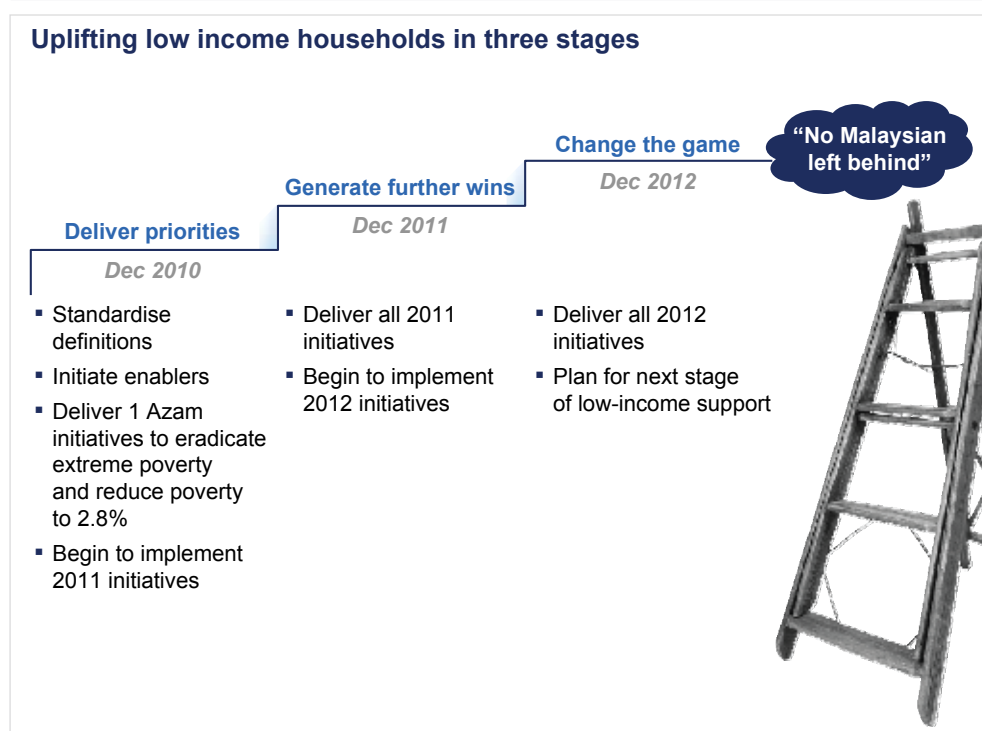 Uplifting low income households in three stages
Deliver priorities
Dec 2010
▪ Standardise
definitions
▪ Initiate enablers
▪ Deliver 1 Azam
initiatives to eradicate
extreme poverty
and reduce poverty
to 2.8%
▪ Begin to implement
2011 initiatives
Generate further wins
Dec 2011
▪ Deliver all 2011
initiatives
▪ Begin to implement
2012 initiatives
Change the game
Dec 2012
▪ Deliver all 2012
initiatives
▪ Plan for next stage
of low-income support
“No Malaysian
left behind”